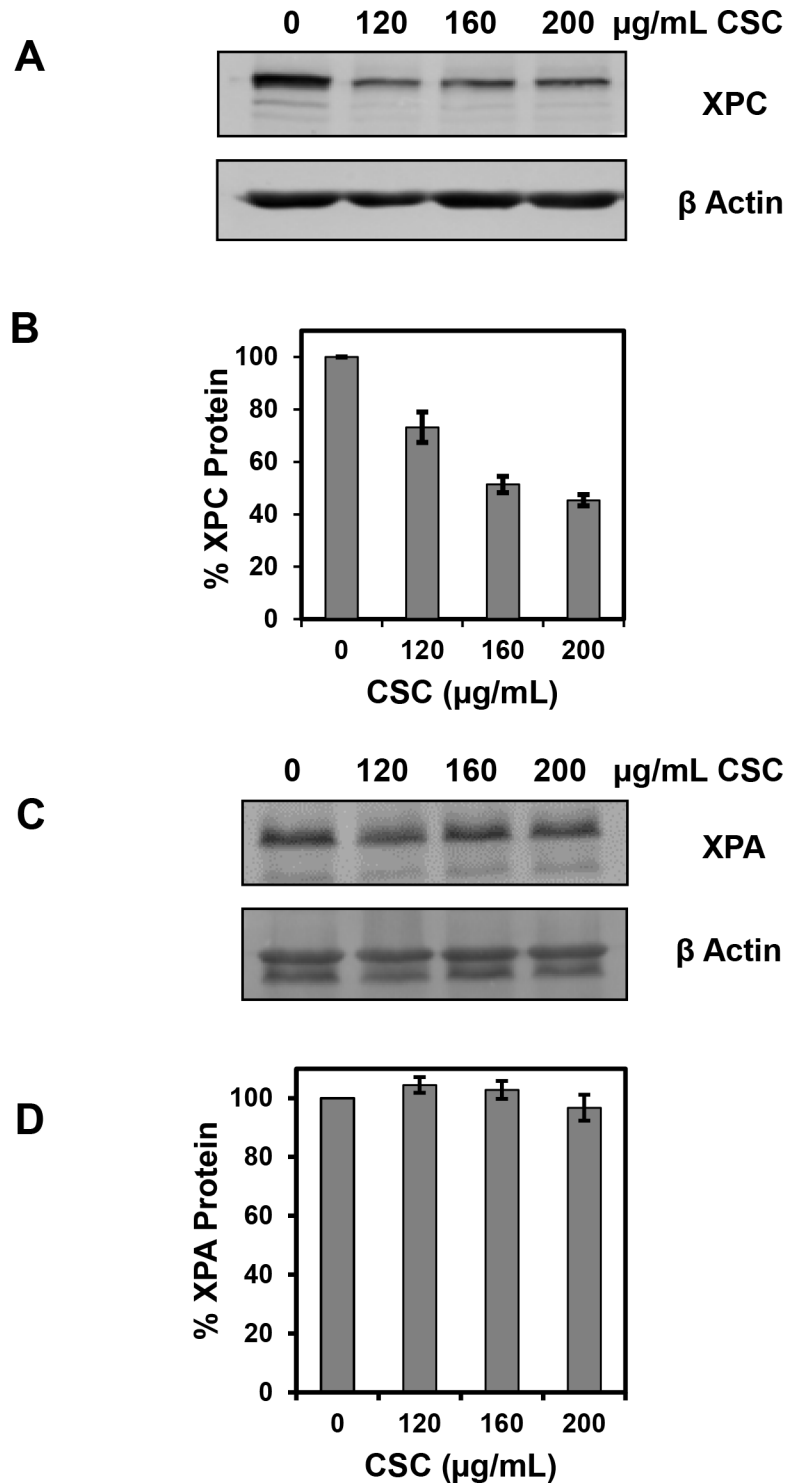 0 120 160 200 µg/mL CSC
A
XPC
β Actin
B
% XPC Protein
100
80
60
40
20
0
0 120 160 200
CSC (µg/mL)
0 120 160 200 µg/mL CSC
C
XPA
β Actin
D
% XPA Protein
100
80
60
40
20
0
0 120 160 200
CSC (µg/mL)